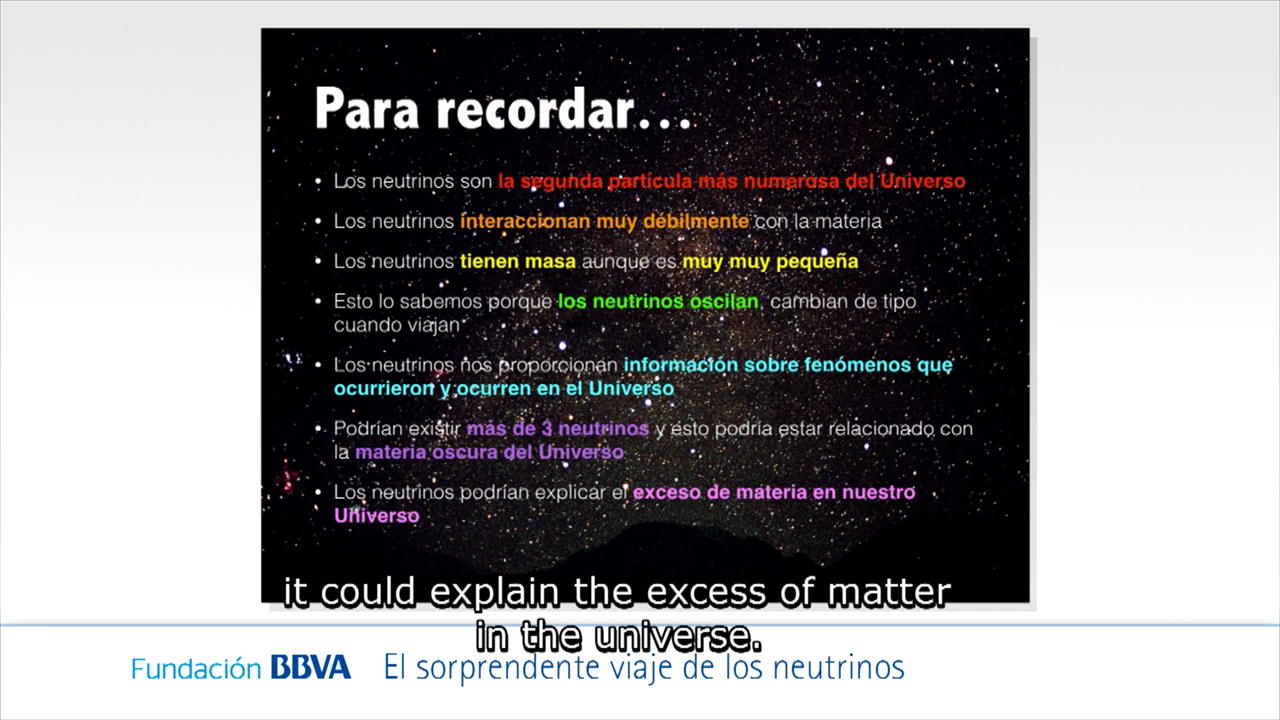 Para recordar...
• Los neutrinos son la segunda partícula más numerosa del Universo
• Los neutrinos interaccionan muy débilmente con la materia
• Los neutrinos tienen masa aunque es muy muy pequeña
• Esto lo sabemos porque los neutrinos oscilan, cambian de tipo
cuando viajan
• Los neutrinos nos proporcionan información sobre fenómenos que
ocurrieron y ocurren en el Universo
• Podrían existir más de 3 neutrinos y esto podría estar relacionado con
la materia oscura del Universo
• Los neutrinos podrían explicar el exceso de materia en nuestro
Universo
it could explain the excess of matter
in the universe.
Fundación BBVA El sorprendente viaje de los neutrinos